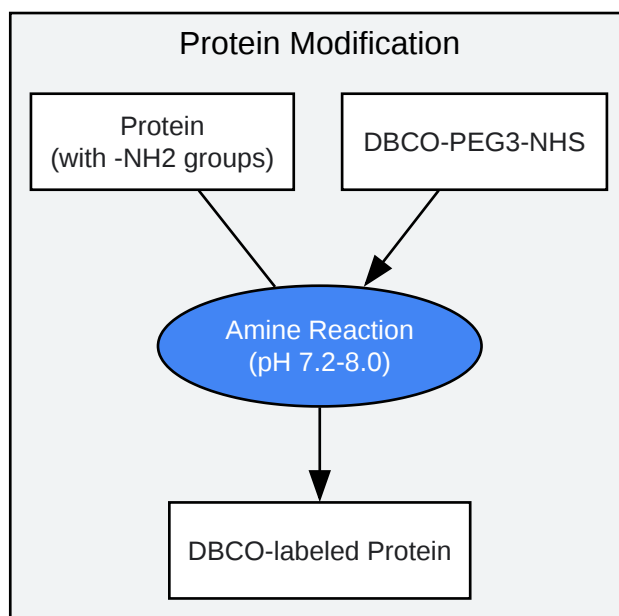 Protein Modification
Protein
(with -NH2 groups)
DBCO-PEG3-NHS
Amine Reaction
(pH 7.2-8.0)
DBCO-labeled Protein